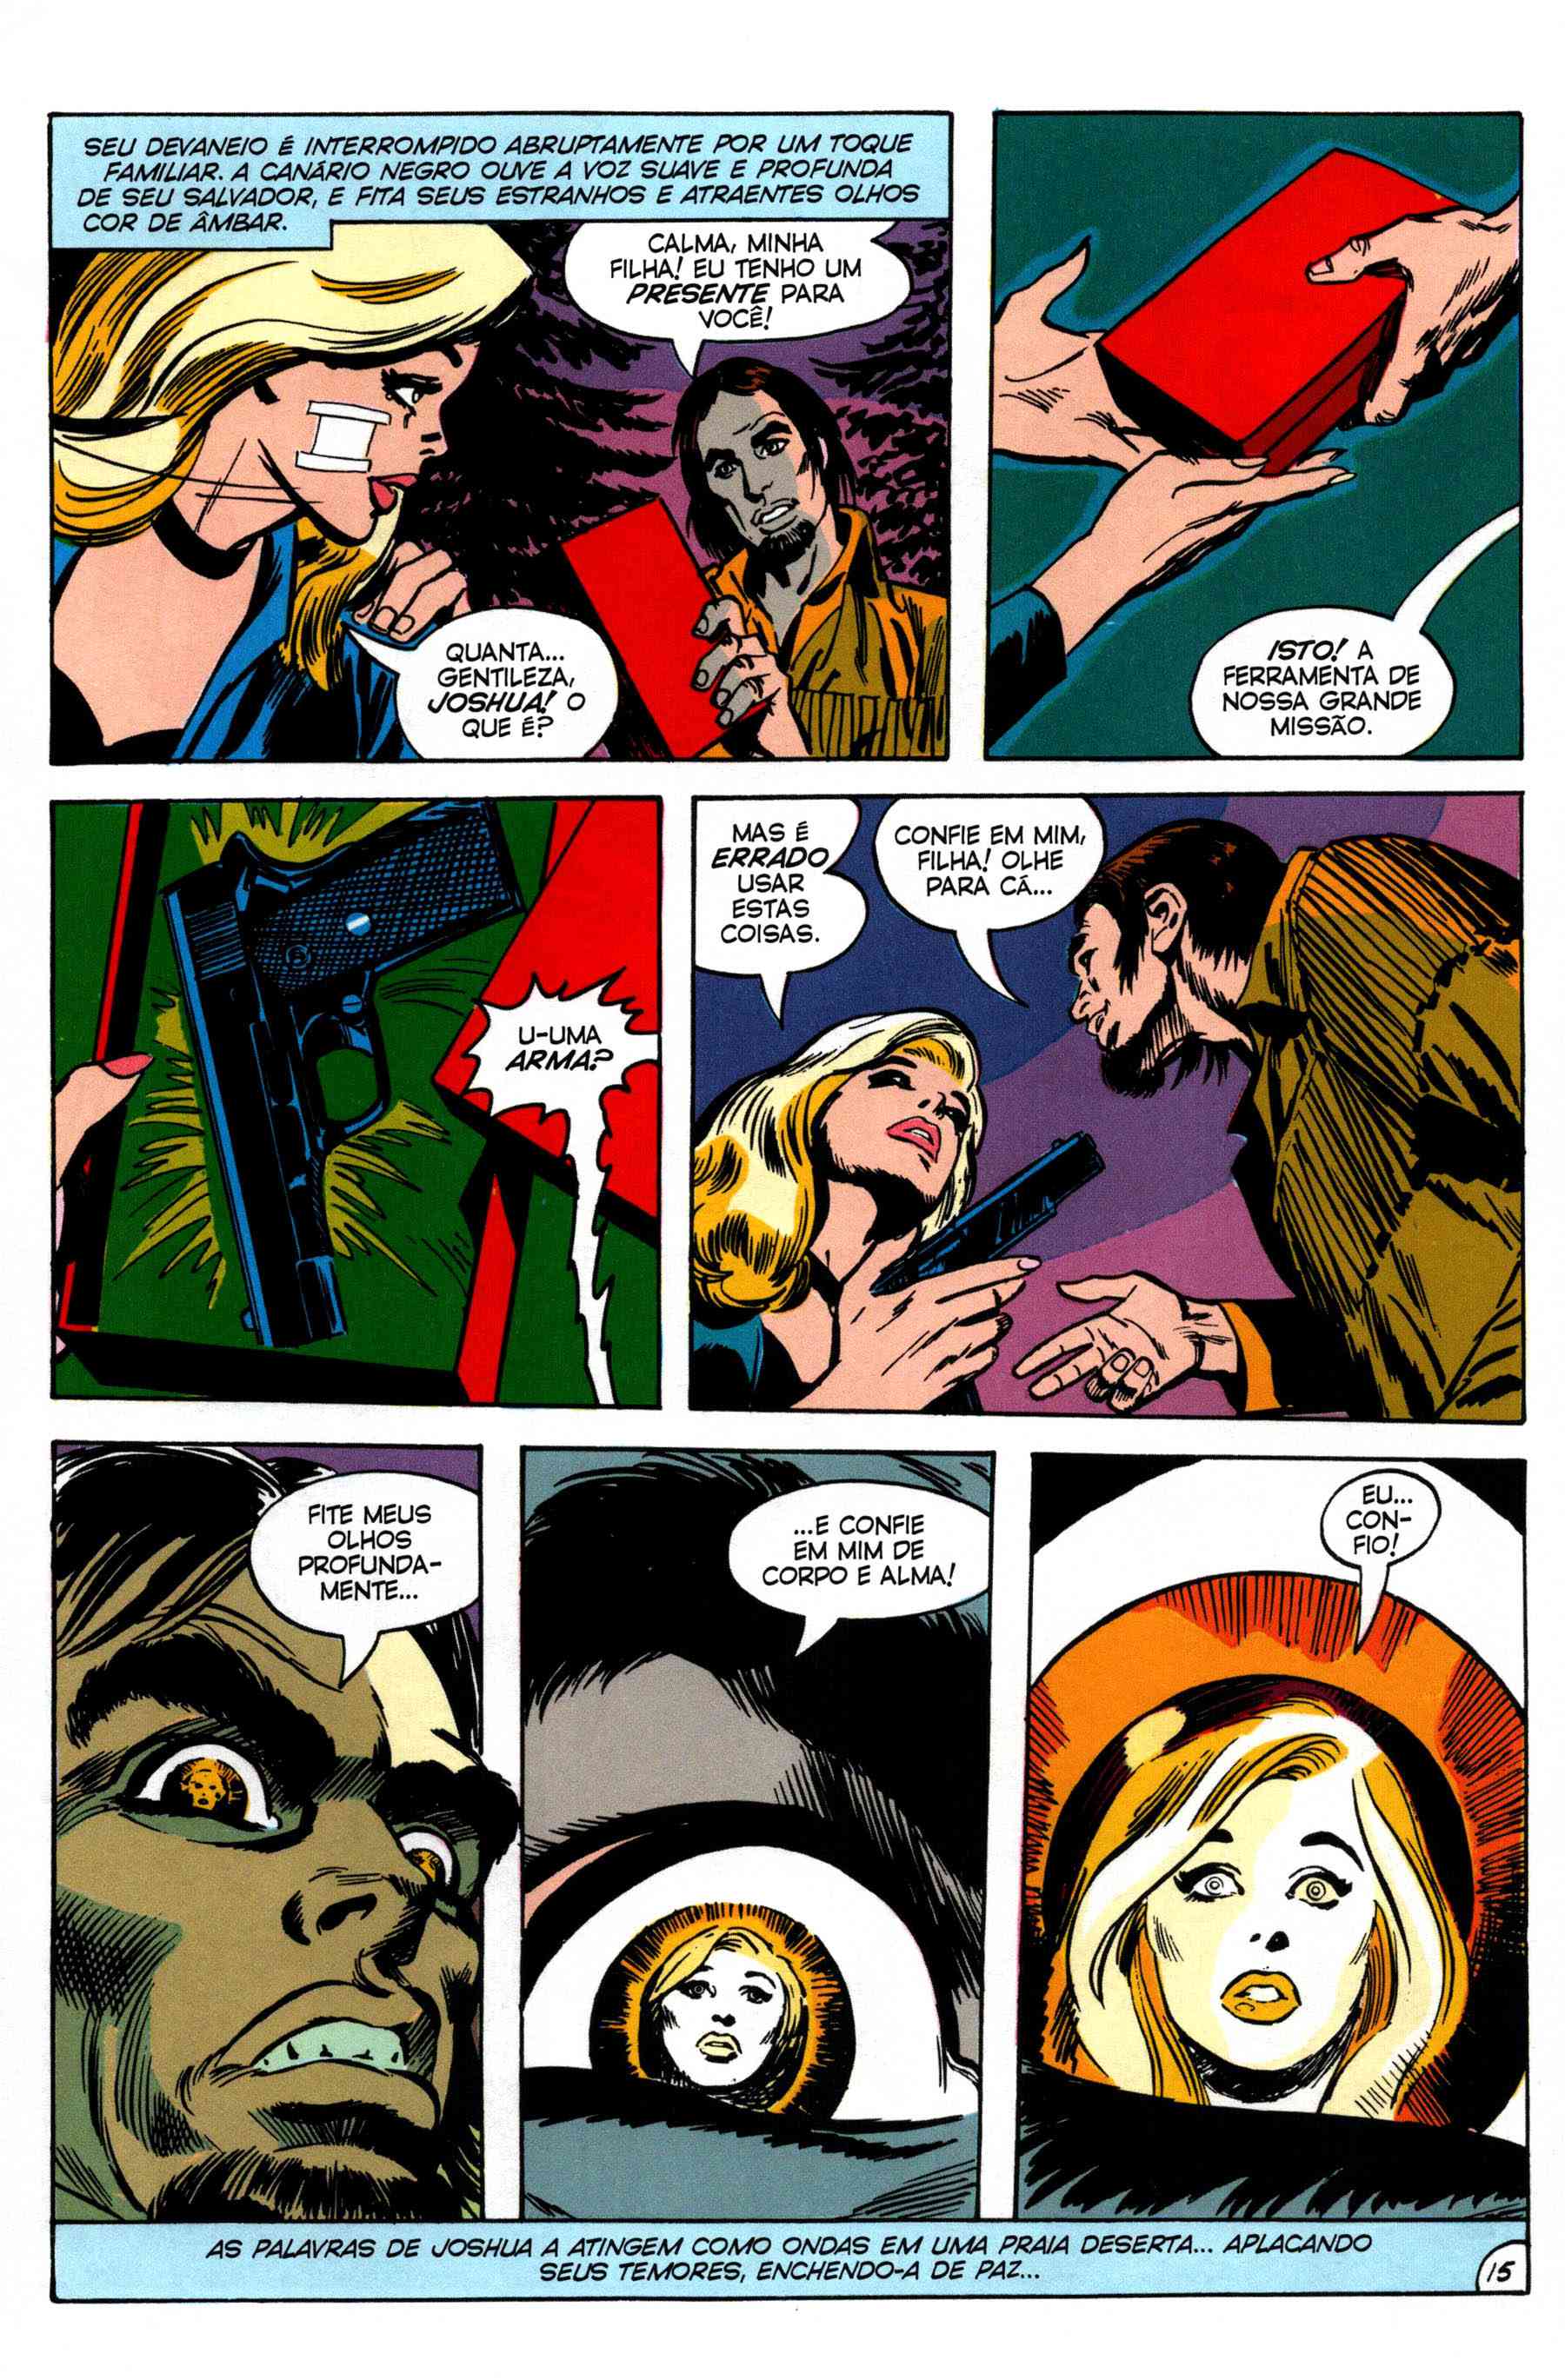 SEU DEVANEIO É INTERROMPIDO ABRUPTAMENTE POR UM TOQUE
FAMILIAR. A CANÁRIO NEGRO OUVE A VOZ SUAVE E PROFUNDA
DE SEU SALVADOR, E FITA SEUS ESTRANHOS E ATRAENTES OLHOS
COR DE ÂMBAR.
CALMA, MINHA
FILHA! EU TENHO UM
PRESENTE PARA
VOCÊ!
QUANTA...
GENTILEZA,
JOSHUA! O
QUE É?
ISTO! A
FERRAMENTA DE
NOSSA GRANDE
MISSÃO.
U-UMA
ARMA?
MAS É
ERRADO
USAR
ESTAS
COISAS.
CONFIE EM MIM,
FILHA! OLHE
PARA CÁ...
FITE MEUS
OLHOS
PROFUNDA-
MENTE...
...E CONFIE
EM MIM DE
CORPO E ALMA!
EU...
CON-
FIO!
AS PALAVRAS DE JOSHUA A ATINGEM COMO ONDAS EM UMA PRAIA DESERTA... APLACANDO
SEUS TEMORES, ENCHENDO-A DE PAZ...
15